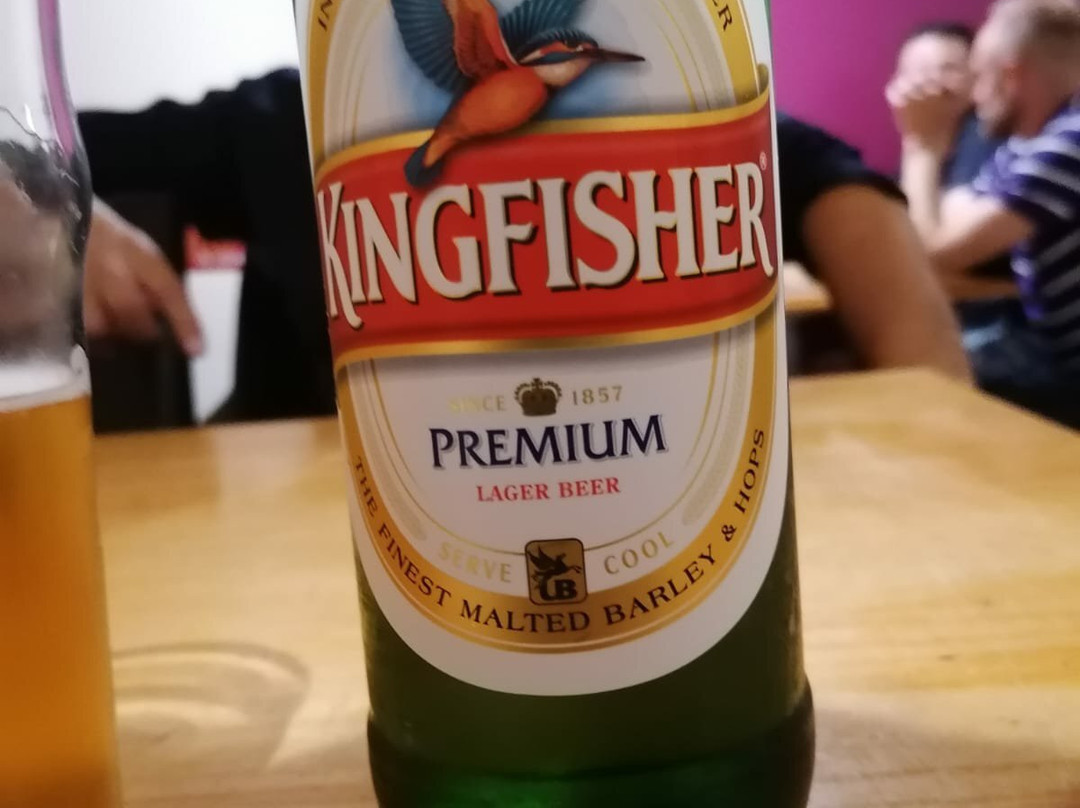 KINGFISHER®
SINCE 1857
PREMIUM
LAGER BEER
SERVE COOL
UB
THE FINEST MALTED BARLEY & HOPS